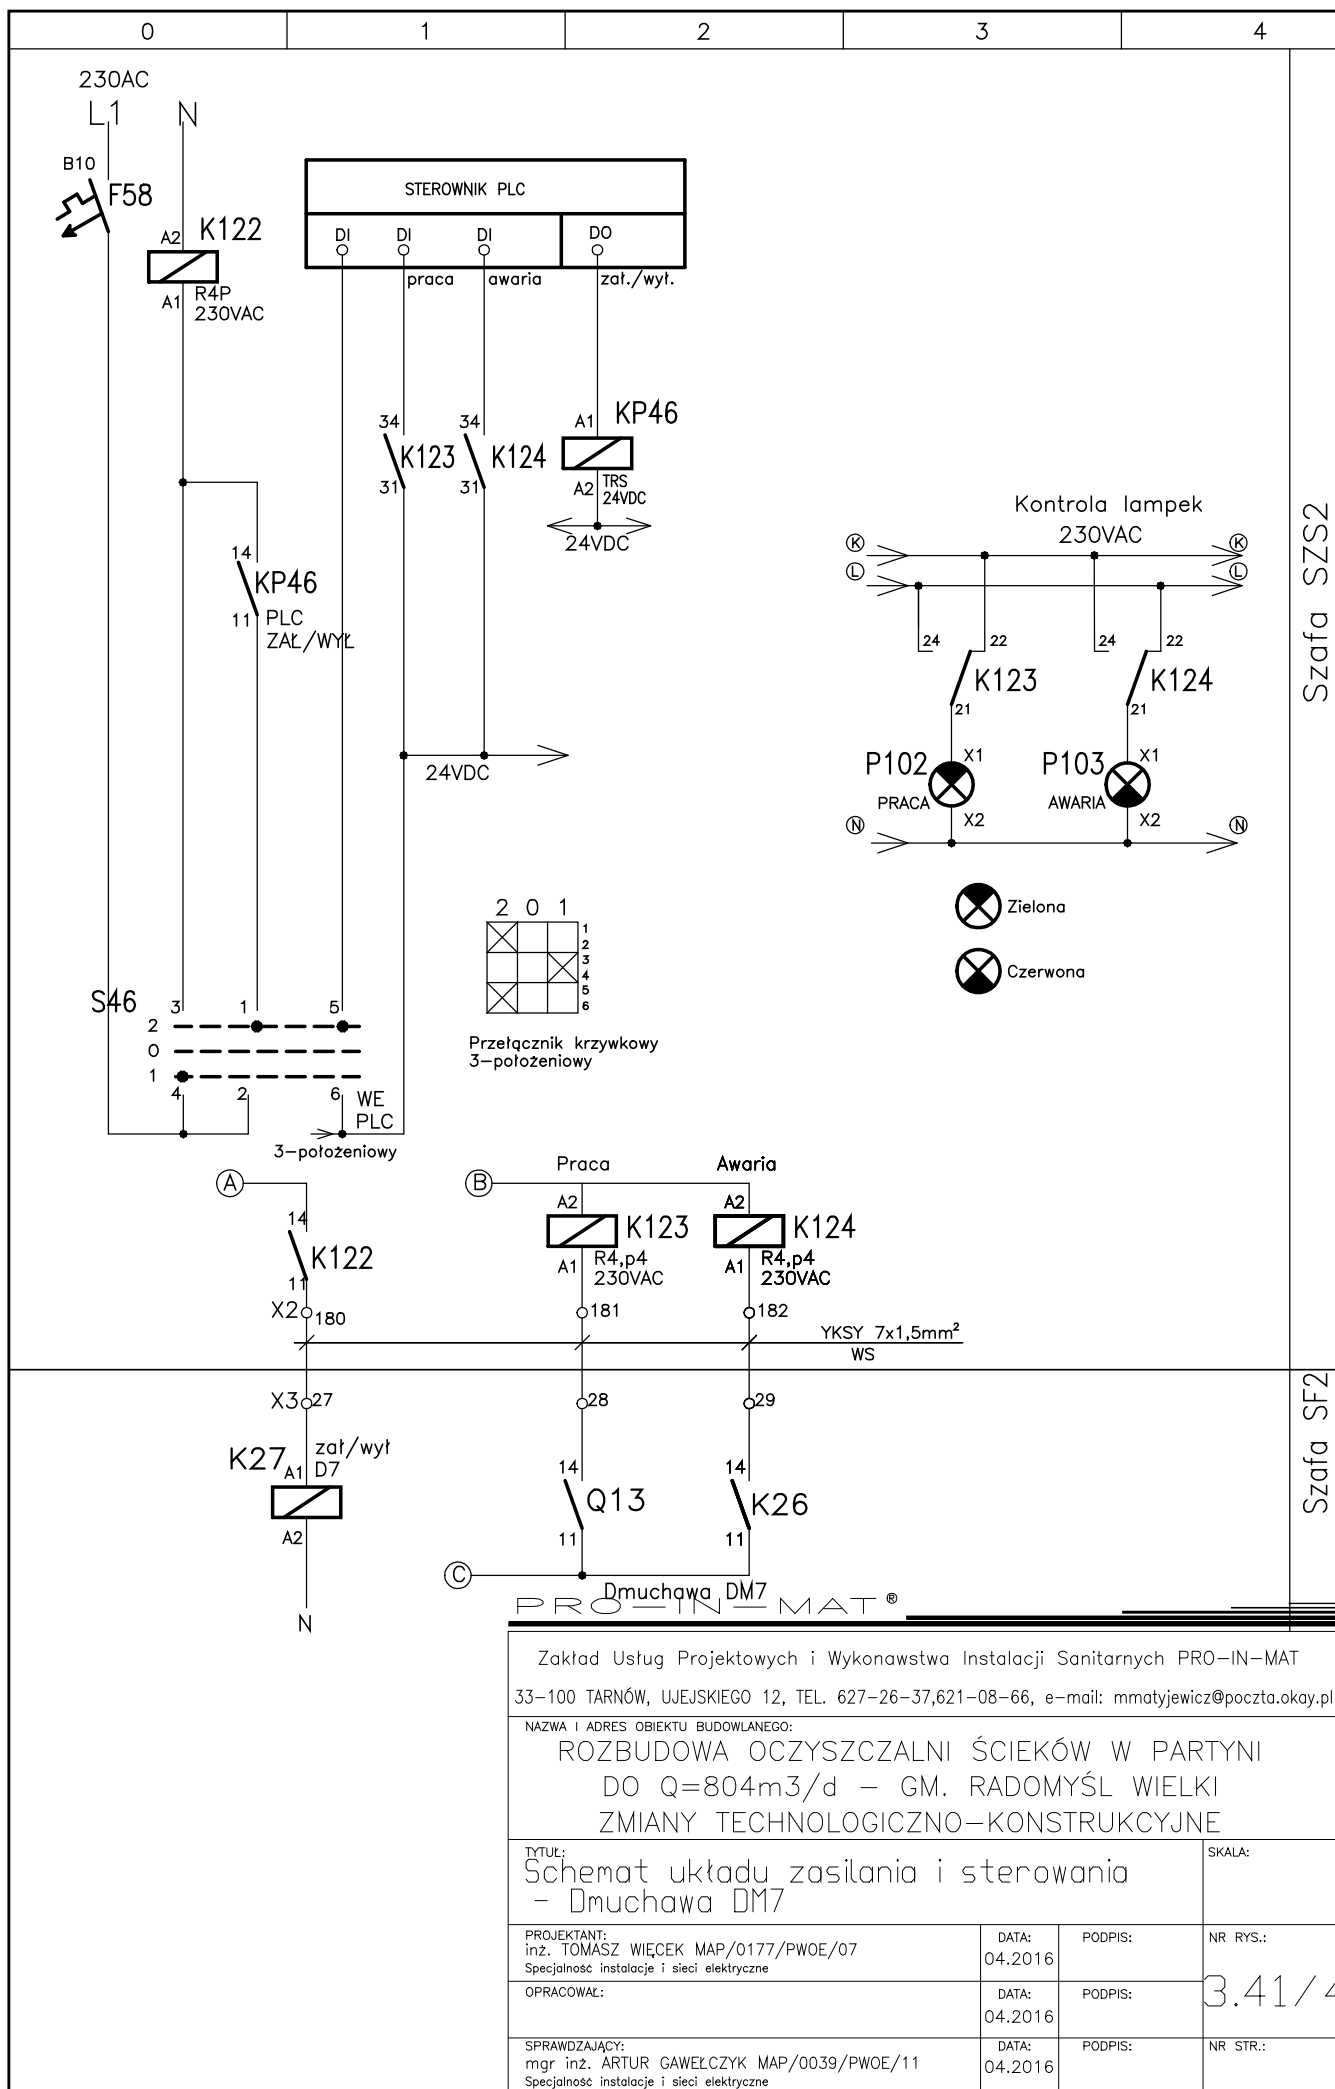 0 1 2 3 4
230AC
L1 N
B10
F58
A2 K122
A1 R4P
230VAC
STEROWNIK PLC
DI DI DI DO
praca awaria zał./wył.
34 34 A1 KP46
K123 K124
31 31 A2 TRS
24VDC
24VDC
14
KP46
11 PLC
ZAŁ/WYŁ
24VDC
Kontrola lampek
230VAC
K K
L L
24 22 24 22
K123 K124
21 21
P102 X1 P103 X1
PRACA AWARIA
X2 X2
N N
Zielona
Czerwona
Szafa SZS2
2 0 1
1
2
3
4
5
6
Przełącznik krzywkowy
3-położeniowy
S46 3 1 5
2
0
1
4 2 6 WE
PLC
3-położeniowy
A B Praca Awaria
14 A2 A2
K122 K123 K124
11 A1 R4,p4 A1 R4,p4
230VAC 230VAC
X2 180 181 182
YKSY 7x1,5mm²
WS
X3 27 28 29
Szafa SF2
K27 A1 zał/wył
D7
A2
N
14 14
Q13 K26
11 11
C
Dmuchawa DM7
PRO-IN-MAT ®
Zakład Usług Projektowych i Wykonawstwa Instalacji Sanitarnych PRO-IN-MAT
33-100 TARNÓW, UJEJSKIEGO 12, TEL. 627-26-37,621-08-66, e-mail: mmatyjewicz@poczta.okay.pl
NAZWA I ADRES OBIEKTU BUDOWLANEGO:
ROZBUDOWA OCZYSZCZALNI ŚCIEKÓW W PARTYNI
DO Q=804m3/d - GM. RADOMYŚL WIELKI
ZMIANY TECHNOLOGICZNO-KONSTRUKCYJNE
TYTUŁ: SKALA:
Schemat układu zasilania i sterowania
- Dmuchawa DM7
PROJEKTANT: DATA: PODPIS: NR RYS.:
inż. TOMASZ WIĘCEK MAP/0177/PWOE/07 04.2016
Specjalność instalacje i sieci elektryczne
OPRACOWAŁ: DATA: PODPIS: 3.41/4
04.2016
SPRAWDZAJĄCY: DATA: PODPIS: NR STR.:
mgr inż. ARTUR GAWEŁCZYK MAP/0039/PWOE/11 04.2016
Specjalność instalacje i sieci elektryczne